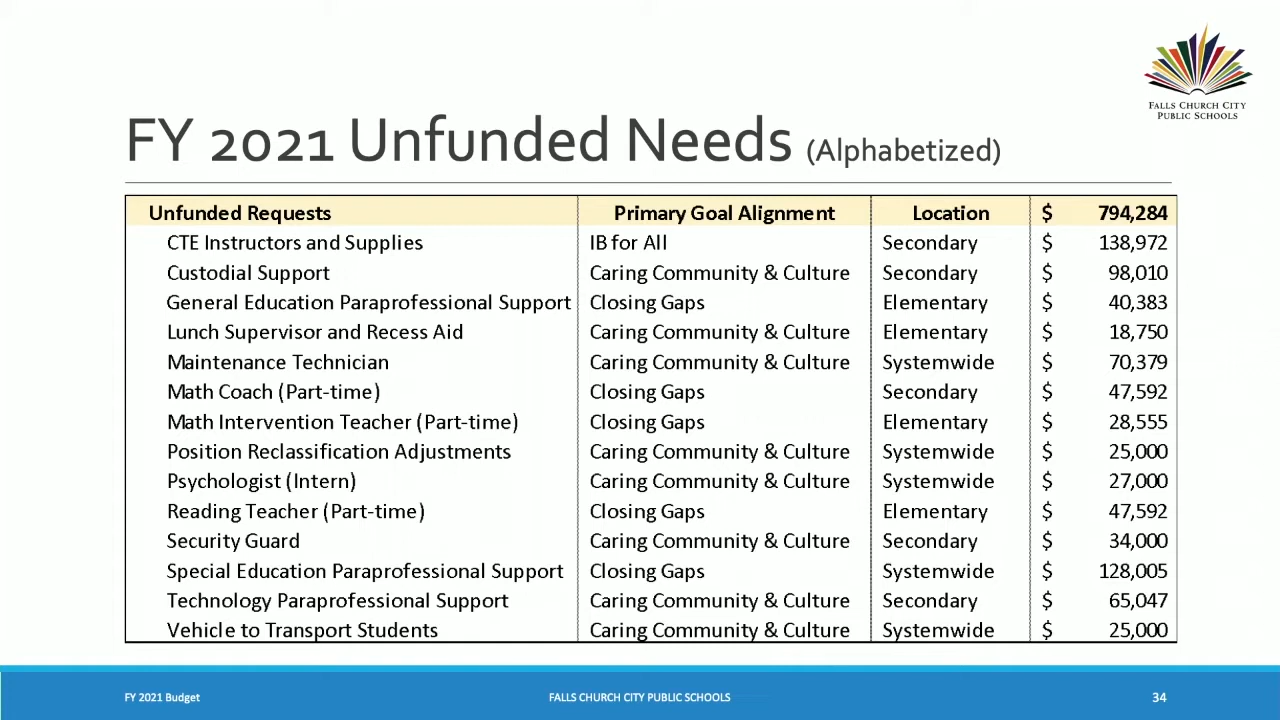 FALLS CHURCH CITY
PUBLIC SCHOOLS
FY 2021 Unfunded Needs (Alphabetized)
Unfunded Requests Primary Goal Alignment Location $ 794,284
CTE Instructors and Supplies IB for All Secondary $ 138,972
Custodial Support Caring Community & Culture Secondary $ 98,010
General Education Paraprofessional Support Closing Gaps Elementary $ 40,383
Lunch Supervisor and Recess Aid Caring Community & Culture Elementary $ 18,750
Maintenance Technician Caring Community & Culture Systemwide $ 70,379
Math Coach (Part-time) Closing Gaps Secondary $ 47,592
Math Intervention Teacher (Part-time) Closing Gaps Elementary $ 28,555
Position Reclassification Adjustments Caring Community & Culture Systemwide $ 25,000
Psychologist (Intern) Caring Community & Culture Systemwide $ 27,000
Reading Teacher (Part-time) Closing Gaps Elementary $ 47,592
Security Guard Caring Community & Culture Secondary $ 34,000
Special Education Paraprofessional Support Closing Gaps Systemwide $ 128,005
Technology Paraprofessional Support Caring Community & Culture Secondary $ 65,047
Vehicle to Transport Students Caring Community & Culture Systemwide $ 25,000
FY 2021 Budget FALLS CHURCH CITY PUBLIC SCHOOLS 34